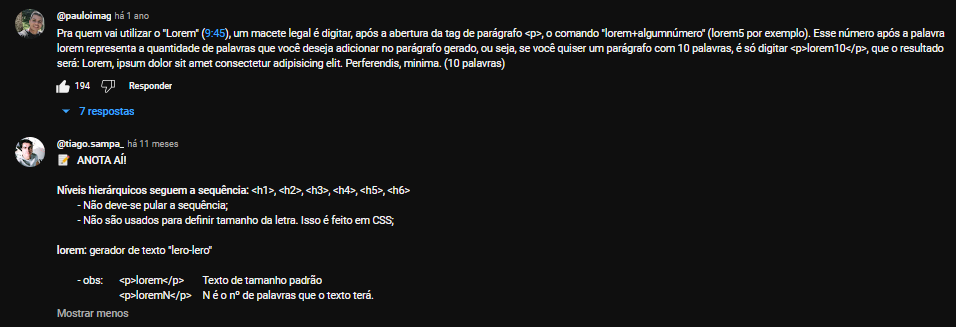 @pauloimag há 1 ano
Pra quem vai utilizar o "Lorem" (9:45), um macete legal é digitar, após a abertura da tag de parágrafo <p>, o comando "lorem+algumnúmero" (lorem5 por exemplo). Esse número após a palavra
lorem representa a quantidade de palavras que você deseja adicionar no parágrafo gerado, ou seja, se você quiser um parágrafo com 10 palavras, é só digitar <p>lorem10</p>, que o resultado
será: Lorem, ipsum dolor sit amet consectetur adipisicing elit. Perferendis, minima. (10 palavras)
194 Responder
7 respostas
@tiago.sampa_ há 11 meses
📝 ANOTA AÍ!
Níveis hierárquicos seguem a sequência: <h1>, <h2>, <h3>, <h4>, <h5>, <h6>
- Não deve-se pular a sequência;
- Não são usados para definir tamanho da letra. Isso é feito em CSS;
lorem: gerador de texto "lero-lero"
- obs: <p>lorem</p> Texto de tamanho padrão
<p>loremN</p> N é o nº de palavras que o texto terá.
Mostrar menos